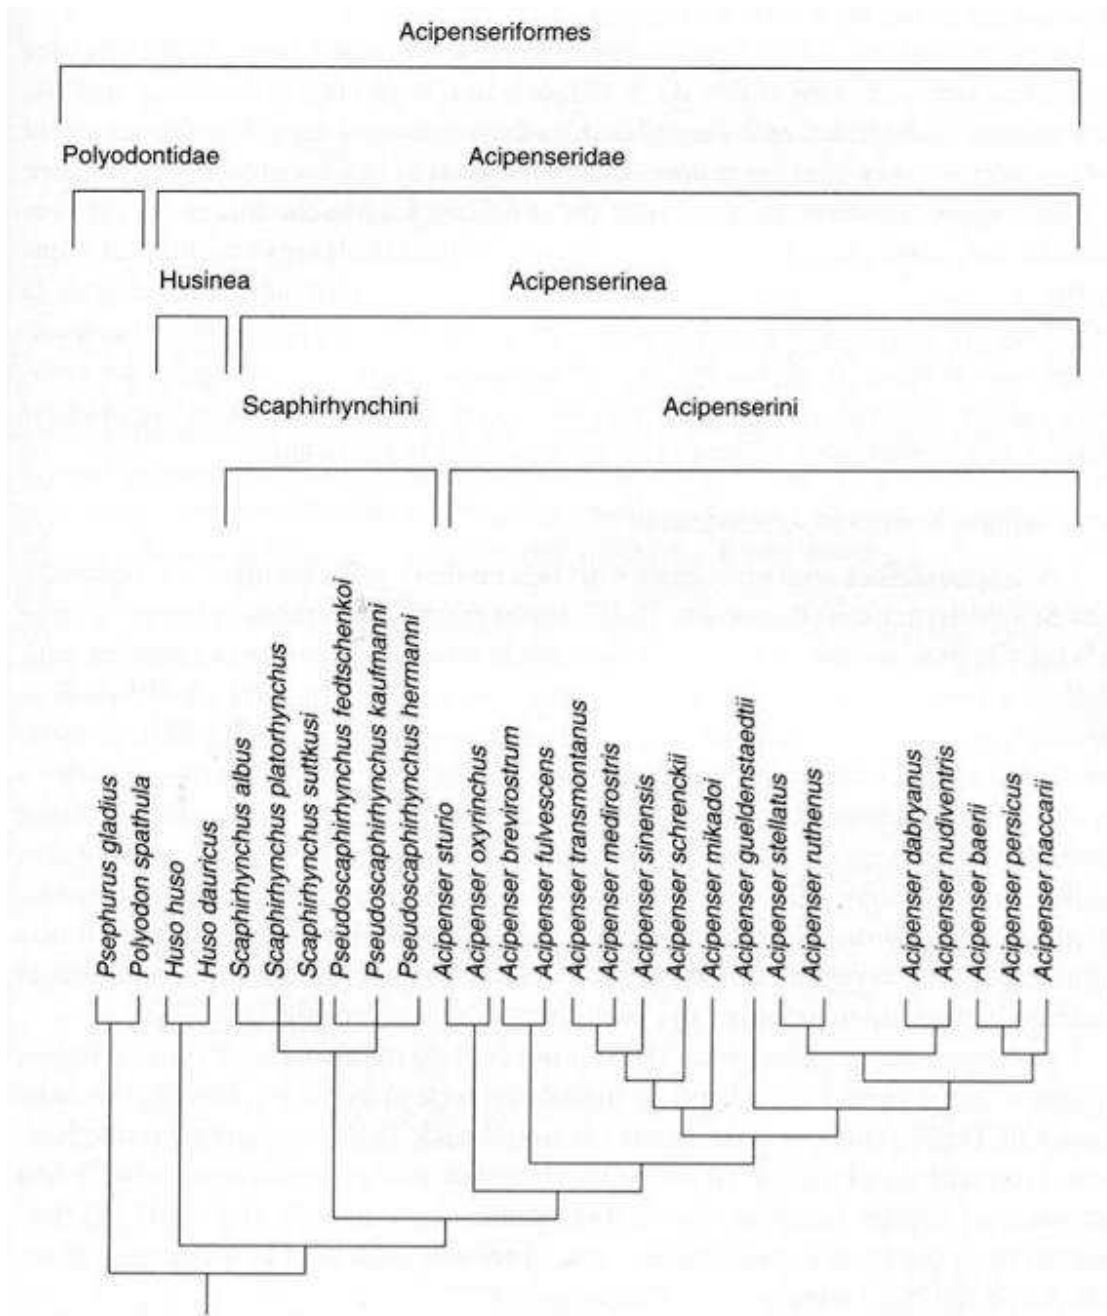 Acipenseriformes
Polyodontidae
Acipenseridae
Husinea
Acipenserinea
Scaphirhynchini
Acipenserini
Psephurus gladius
Polyodon spathula
Huso huso
Huso dauricus
Scaphirhynchus albus
Scaphirhynchus platorhynchus
Scaphirhynchus suttkusi
Pseudoscaphirhynchus fedtschenkoi
Pseudoscaphirhynchus kaufmanni
Pseudoscaphirhynchus hermanni
Acipenser sturio
Acipenser oxyrinchus
Acipenser brevirostrum
Acipenser fulvescens
Acipenser transmontanus
Acipenser medirostris
Acipenser sinensis
Acipenser schrenckii
Acipenser mikadoi
Acipenser gueldenstaedtii
Acipenser stellatus
Acipenser ruthenus
Acipenser dabryanus
Acipenser nudiventris
Acipenser baerii
Acipenser persicus
Acipenser naccarii